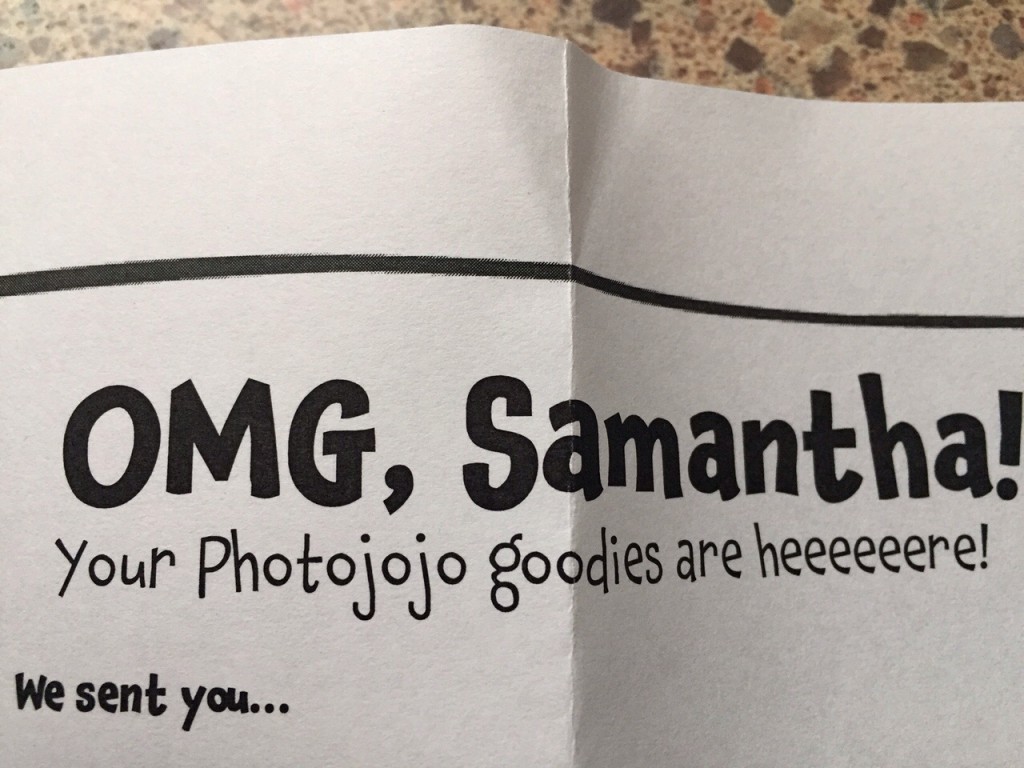 OMG, Samantha!
Your Photojojo goodies are heeeeeere!
We sent you...